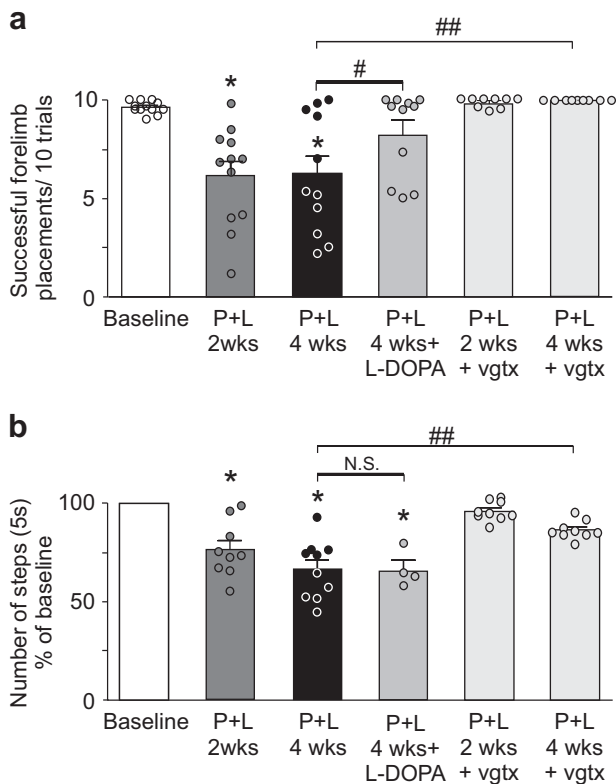 a
##
#
*
*
Successful forelimb
placements/ 10 trials
10
5
0
Baseline
P+L
2wks
P+L
4 wks
P+L
4 wks+
L-DOPA
P+L
2 wks
+ vgtx
P+L
4 wks
+ vgtx
b
##
N.S.
*
*
*
Number of steps (5s)
% of baseline
100
50
0
Baseline
P+L
2wks
P+L
4 wks
P+L
4 wks+
L-DOPA
P+L
2 wks
+ vgtx
P+L
4 wks
+ vgtx